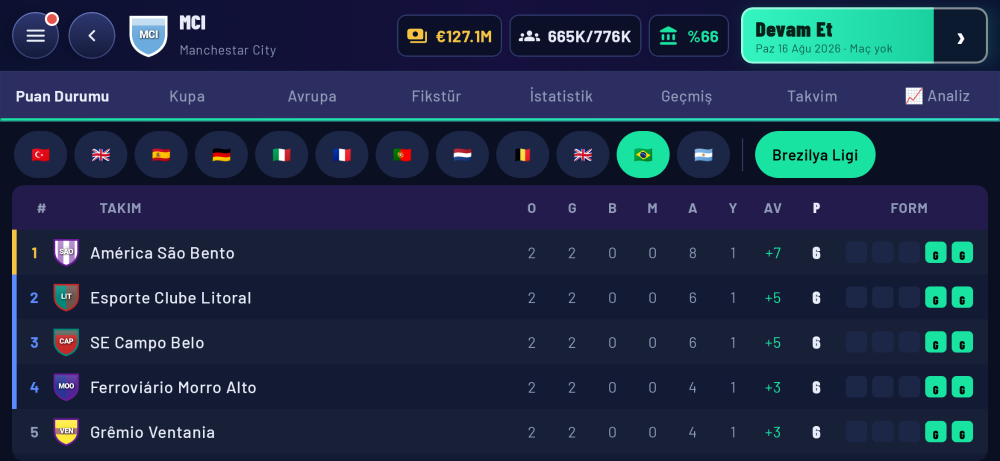 MCI
MCI
Manchestar City
€127.1M
665K/776K
%66
Devam Et
Paz 16 Ağu 2026 · Maç yok
Puan Durumu Kupa Avrupa Fikstür İstatistik Geçmiş Takvim Analiz
Brezilya Ligi
# TAKIM O G B M A Y AV P FORM
1 SAO América São Bento 2 2 0 0 8 1 +7 6 G G
2 LIT Esporte Clube Litoral 2 2 0 0 6 1 +5 6 G G
3 CAP SE Campo Belo 2 2 0 0 6 1 +5 6 G G
4 MOO Ferroviário Morro Alto 2 2 0 0 4 1 +3 6 G G
5 VEN Grêmio Ventania 2 2 0 0 4 1 +3 6 G G